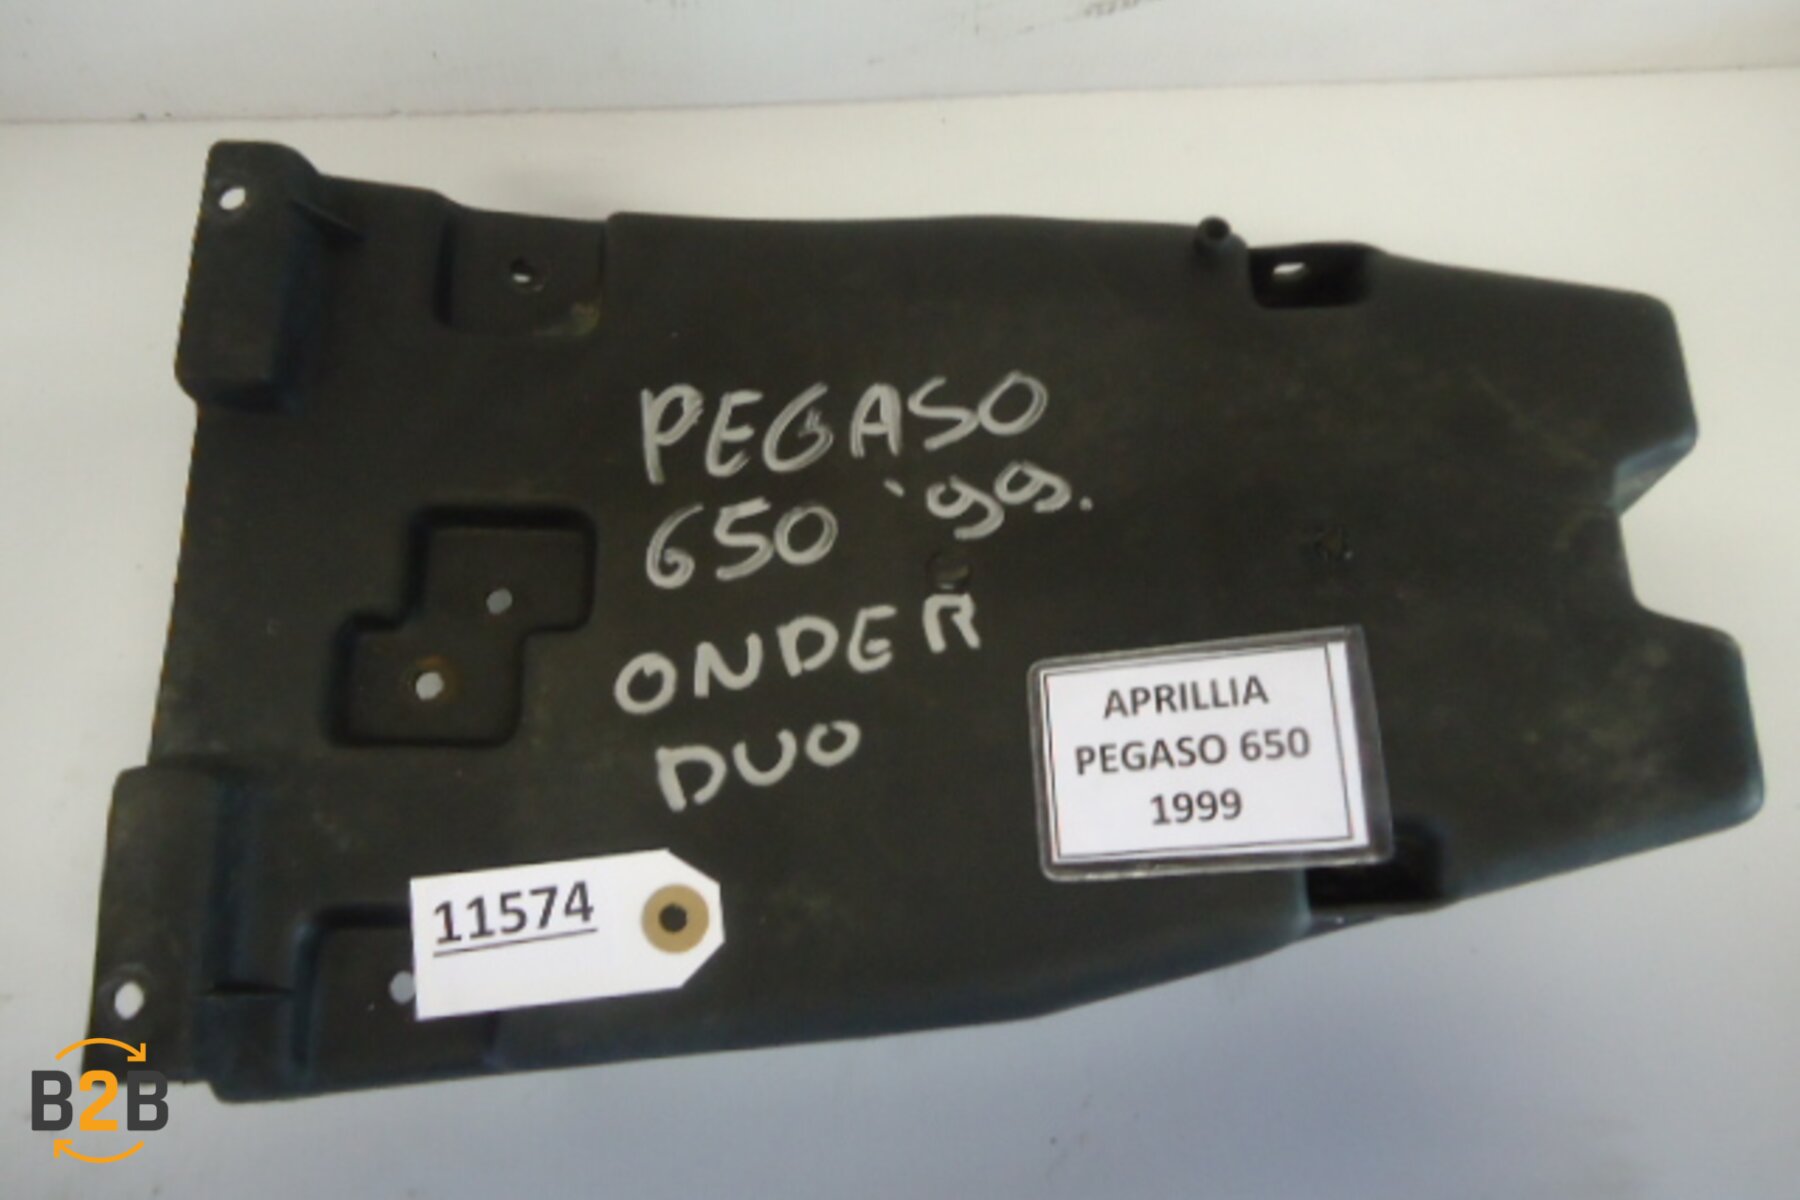 PEGASO
650 '99.
ONDER
DUO
APRILLIA
PEGASO 650
1999
11574
B2B